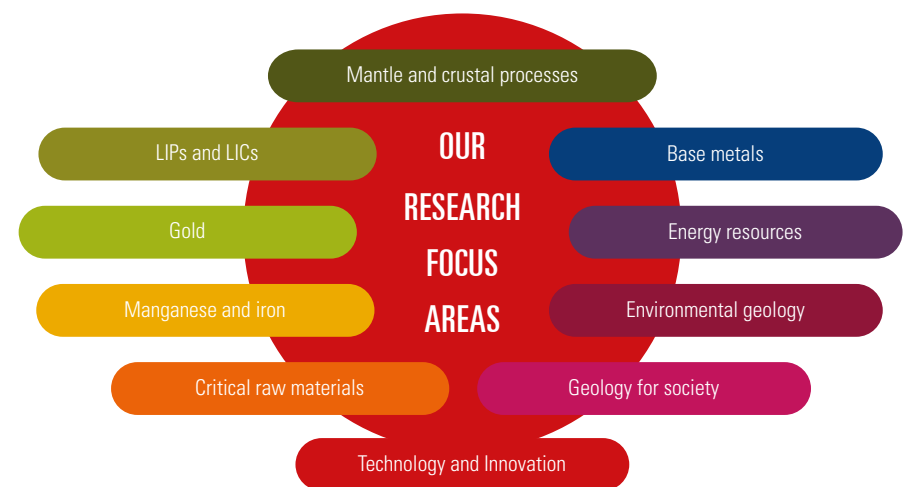 Mantle and crustal processes
OUR
RESEARCH
FOCUS
AREAS
LIPs and LICs
Gold
Manganese and iron
Critical raw materials
Base metals
Energy resources
Environmental geology
Geology for society
Technology and Innovation